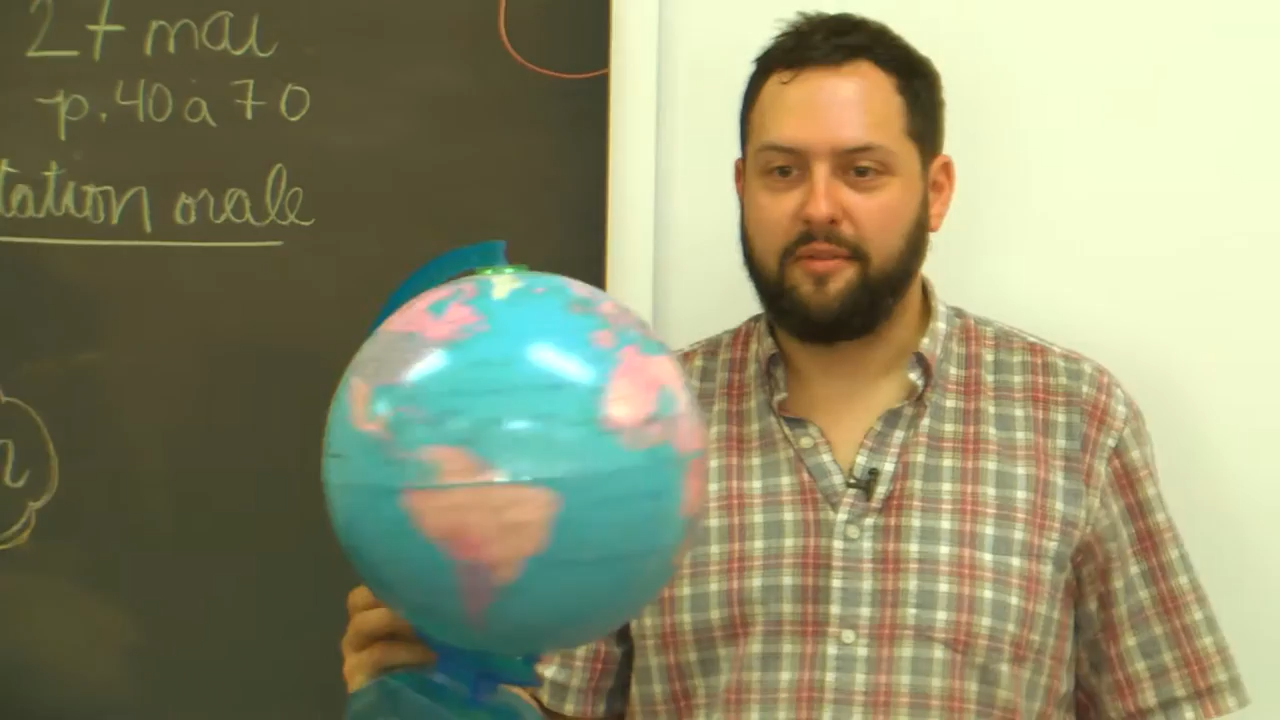 27 mai
p. 40 à 70
tation orale